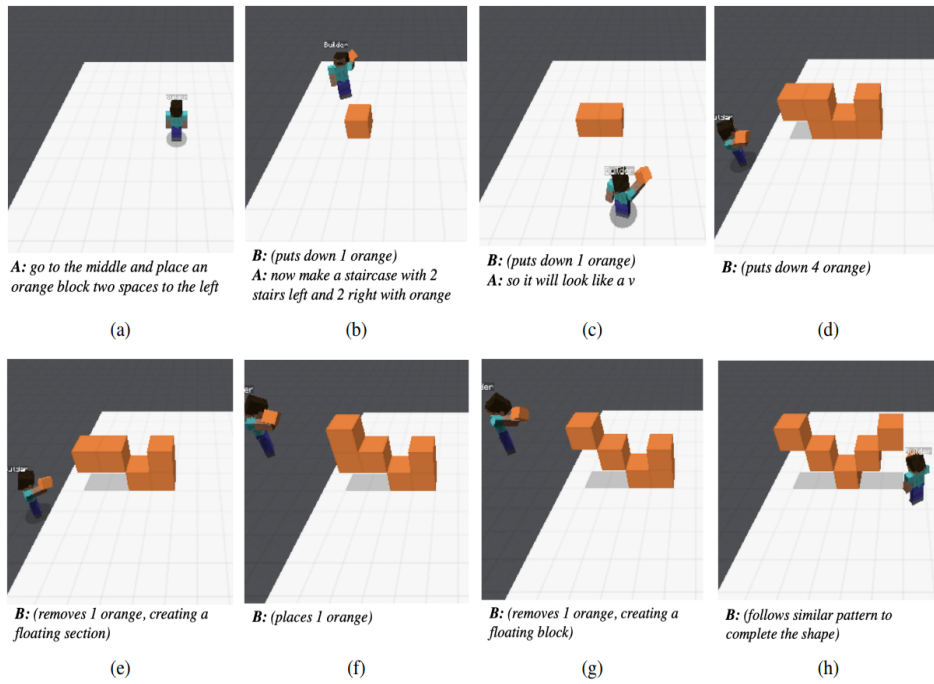 Builder
Builder
A: go to the middle and place an
orange block two spaces to the left
B: (puts down 1 orange)
A: now make a staircase with 2
stairs left and 2 right with orange
B: (puts down 1 orange)
A: so it will look like a v
B: (puts down 4 orange)
(a)
(b)
(c)
(d)
B: (removes 1 orange, creating a
floating section)
B: (places 1 orange)
B: (removes 1 orange, creating a
floating block)
B: (follows similar pattern to
complete the shape)
(e)
(f)
(g)
(h)